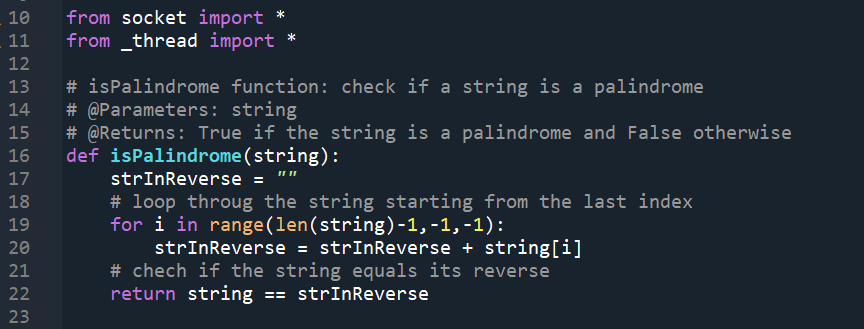 10 from socket import *
11 from _thread import *
12
13 # isPalindrome function: check if a string is a palindrome
14 # @Parameters: string
15 # @Returns: True if the string is a palindrome and False otherwise
16 def isPalindrome(string):
17     strInReverse = ""
18     # loop throug the string starting from the last index
19     for i in range(len(string)-1,-1,-1):
20         strInReverse = strInReverse + string[i]
21     # chech if the string equals its reverse
22     return string == strInReverse
23